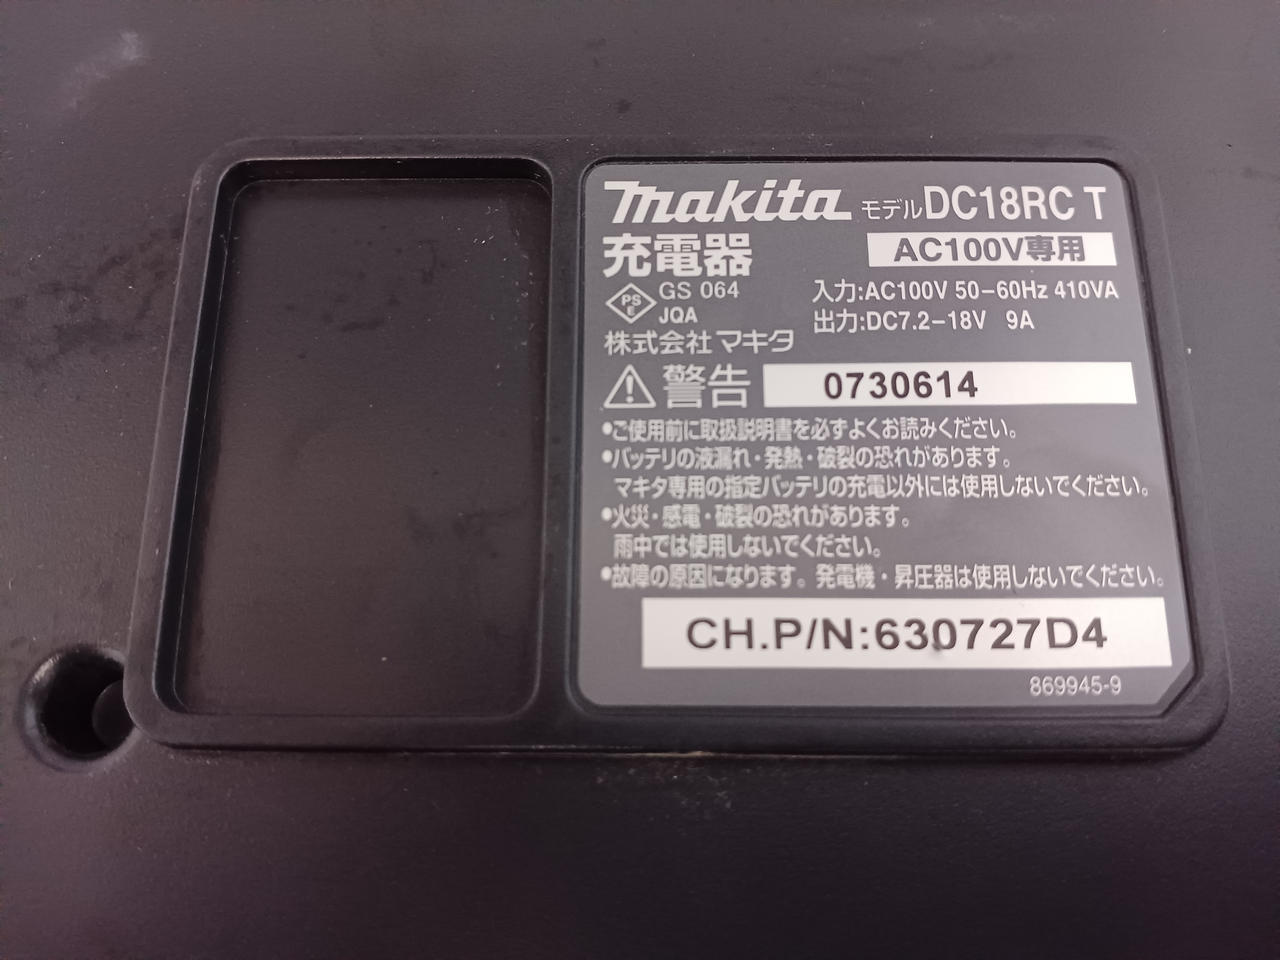 makita モデル DC18RC T
充電器 AC100V専用
PSE GS 064
JQA
入力:AC100V 50-60Hz 410VA
出力:DC7.2-18V 9A
株式会社マキタ
警告 0730614
•ご使用前に取扱説明書を必ずよくお読みください。
•バッテリの液漏れ・発熱・破裂の恐れがあります。
マキタ専用の指定バッテリの充電以外には使用しないでください。
•火災・感電・破裂の恐れがあります。
雨中では使用しないでください。
•故障の原因になります。発電機・昇圧器は使用しないでください。
CH.P/N:630727D4
869945-9